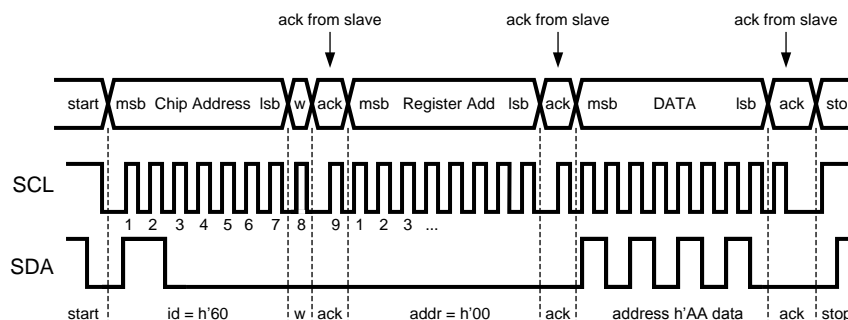 ack from slave ack from slave ack from slave
start msb Chip Address lsb w ack msb Register Add lsb ack msb DATA lsb ack stop
SCL
1 2 3 4 5 6 7 8 9 1 2 3 ...
SDA
start id = h'60 w ack addr = h'00 ack address h'AA data ack stop